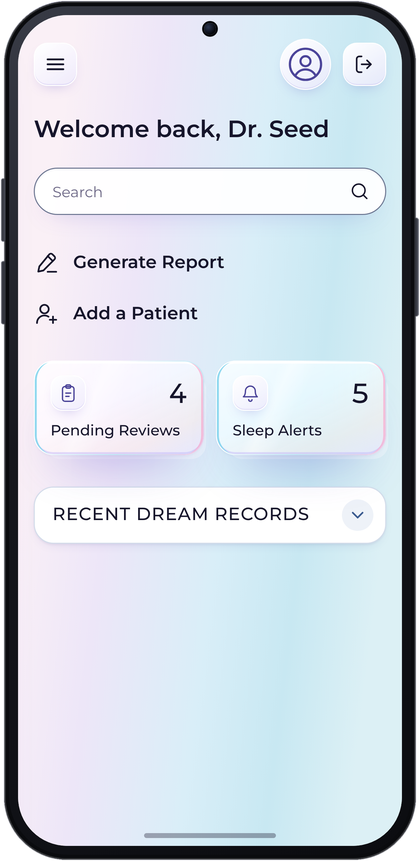 Welcome back, Dr. Seed
Search
Generate Report
Add a Patient
4
Pending Reviews
5
Sleep Alerts
RECENT DREAM RECORDS